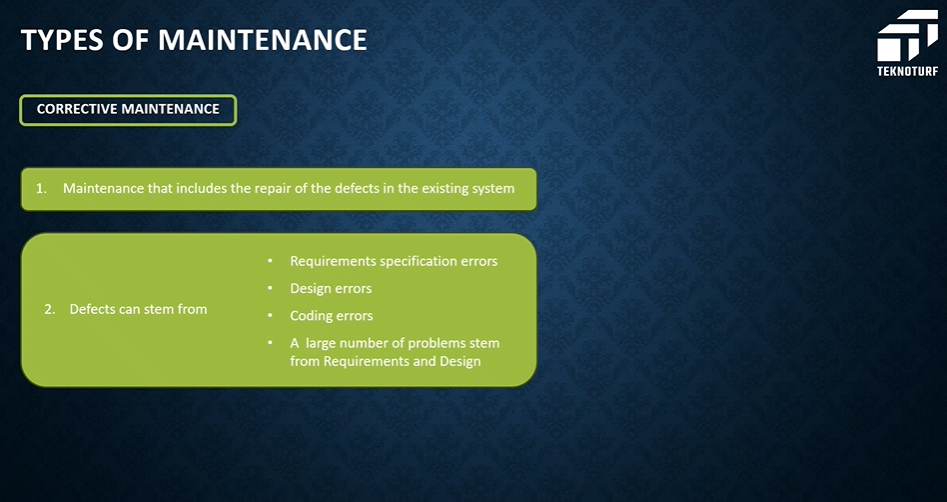 TYPES OF MAINTENANCE
TEKNOTURF
CORRECTIVE MAINTENANCE
1. Maintenance that includes the repair of the defects in the existing system
2. Defects can stem from
• Requirements specification errors
• Design errors
• Coding errors
• A large number of problems stem
from Requirements and Design